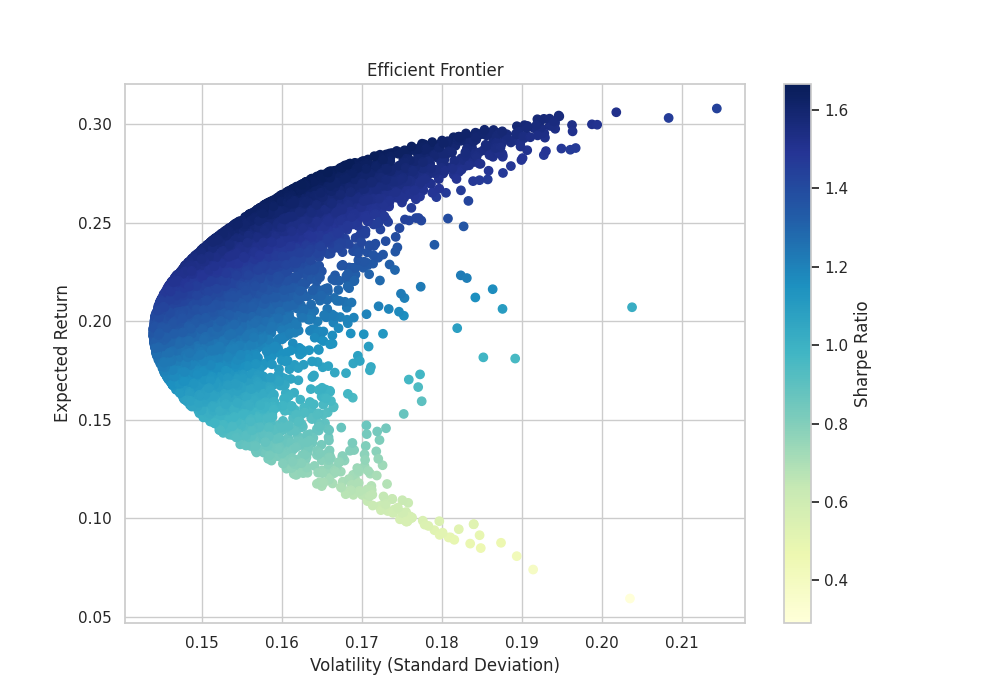 Efficient Frontier
Expected Return
0.30
0.25
0.20
0.15
0.10
0.05
0.15 0.16 0.17 0.18 0.19 0.20 0.21
Volatility (Standard Deviation)
1.6
1.4
1.2
1.0
0.8
0.6
0.4
Sharpe Ratio